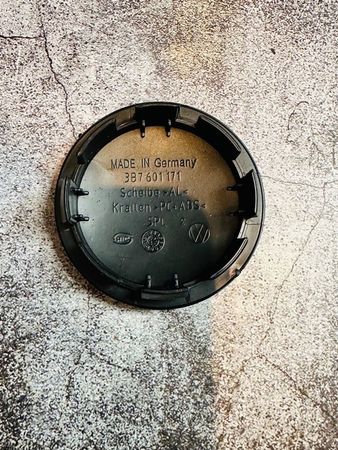 MADE IN Germany
3B7 601 171
Scheibe >AL<
Krallen >PC+ABS<